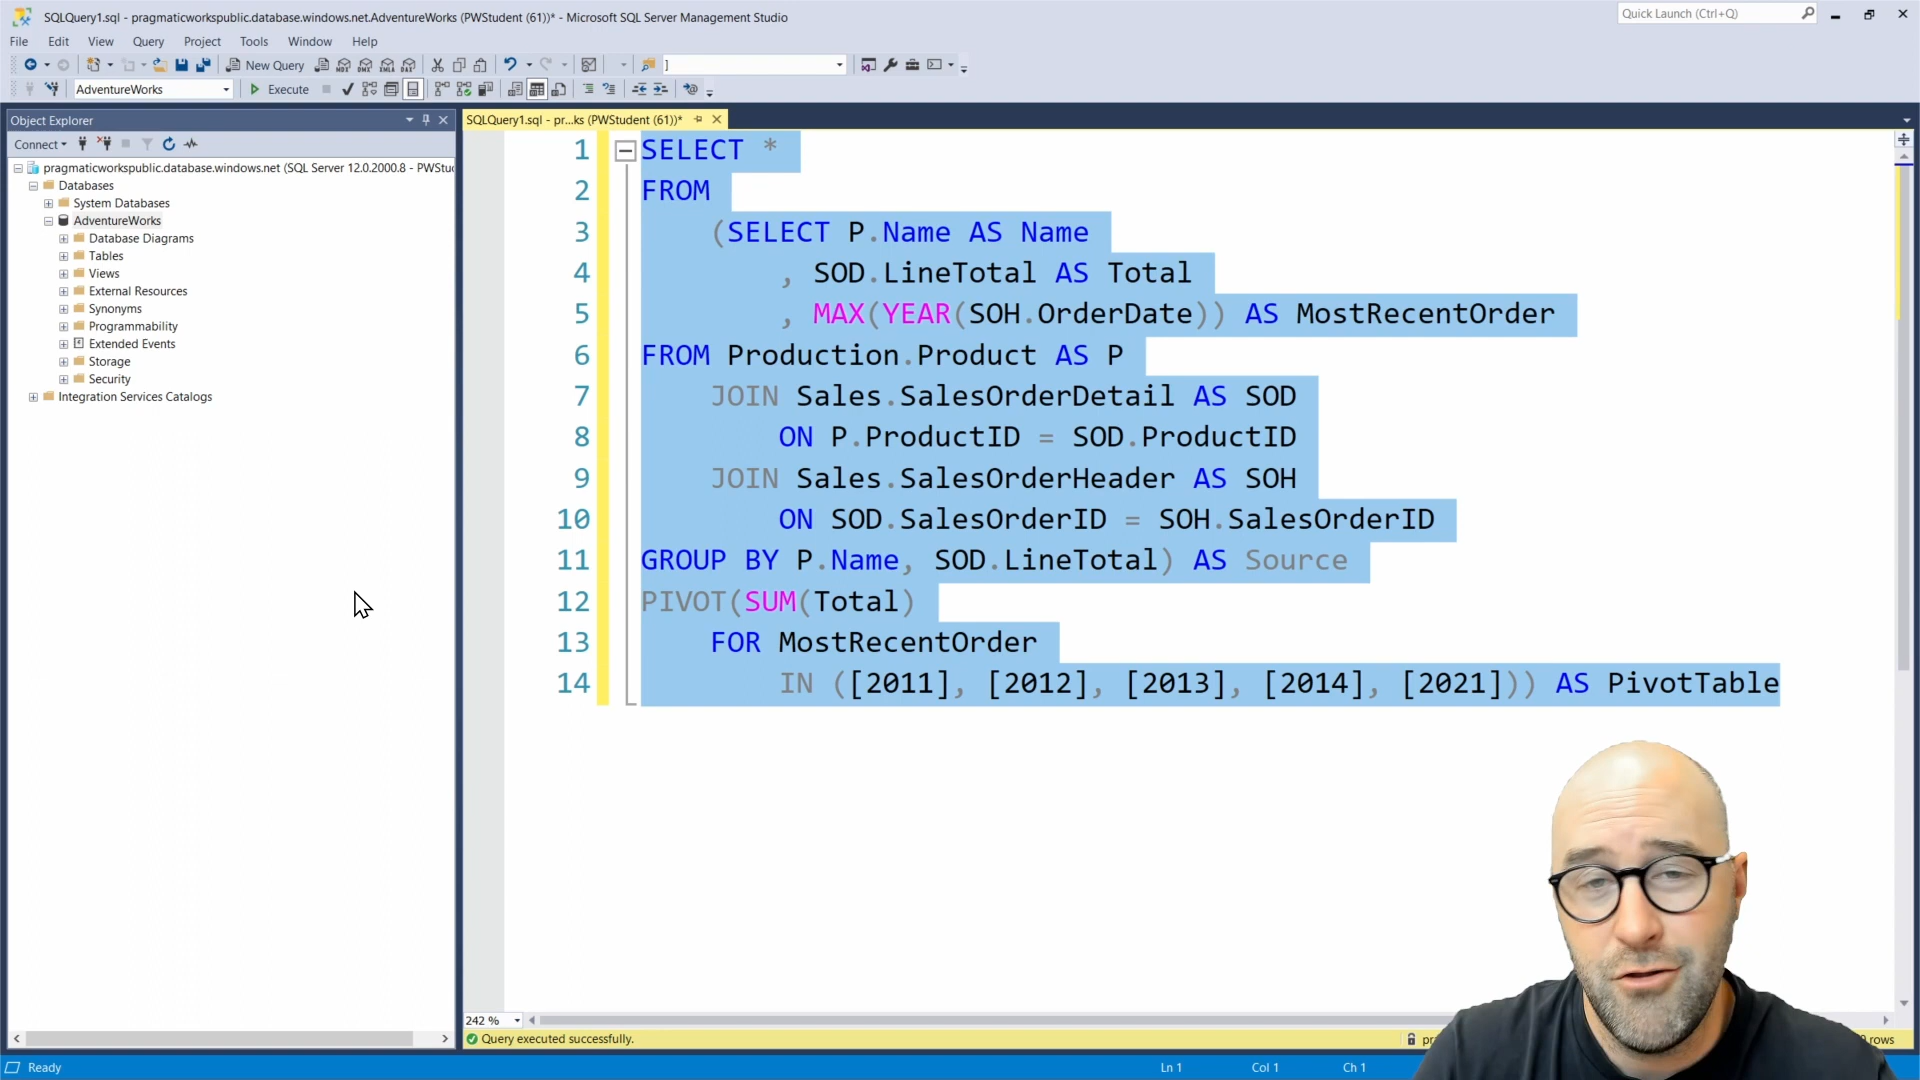 SQLQuery1.sql - pragmaticworkspublic.database.windows.net.AdventureWorks (PWStudent (61))* - Microsoft SQL Server Management Studio
Quick Launch (Ctrl+Q)
File Edit View Query Project Tools Window Help
New Query ]
AdventureWorks Execute
Object Explorer
Connect
pragmaticworkspublic.database.windows.net (SQL Server 12.0.2000.8 - PWStu
Databases
System Databases
AdventureWorks
Database Diagrams
Tables
Views
External Resources
Synonyms
Programmability
Extended Events
Storage
Security
Integration Services Catalogs
SQLQuery1.sql - pr...ks (PWStudent (61))*
1 SELECT *
2 FROM
3 (SELECT P.Name AS Name
4 , SOD.LineTotal AS Total
5 , MAX(YEAR(SOH.OrderDate)) AS MostRecentOrder
6 FROM Production.Product AS P
7 JOIN Sales.SalesOrderDetail AS SOD
8 ON P.ProductID = SOD.ProductID
9 JOIN Sales.SalesOrderHeader AS SOH
10 ON SOD.SalesOrderID = SOH.SalesOrderID
11 GROUP BY P.Name, SOD.LineTotal) AS Source
12 PIVOT(SUM(Total)
13 FOR MostRecentOrder
14 IN ([2011], [2012], [2013], [2014], [2021])) AS PivotTable
242 %
Query executed successfully. pr rows
Ready Ln 1 Col 1 Ch 1